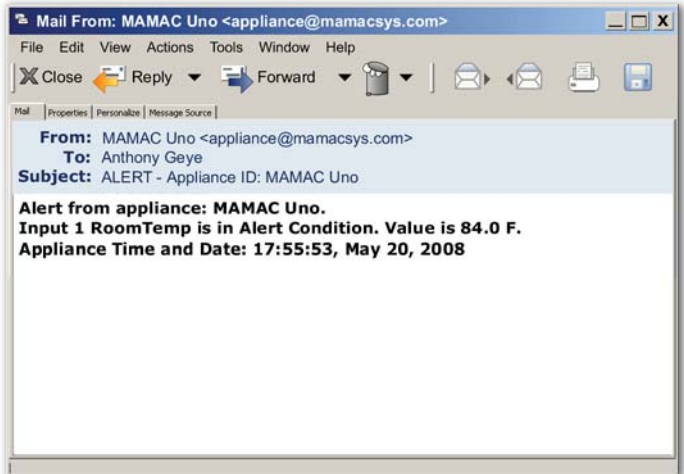 Mail From: MAMAC Uno <appliance@mamacsys.com>
File Edit View Actions Tools Window Help
Close Reply Forward
Mail Properties Personalize Message Source
From: MAMAC Uno <appliance@mamacsys.com>
To: Anthony Geye
Subject: ALERT - Appliance ID: MAMAC Uno
Alert from appliance: MAMAC Uno.
Input 1 RoomTemp is in Alert Condition. Value is 84.0 F.
Appliance Time and Date: 17:55:53, May 20, 2008